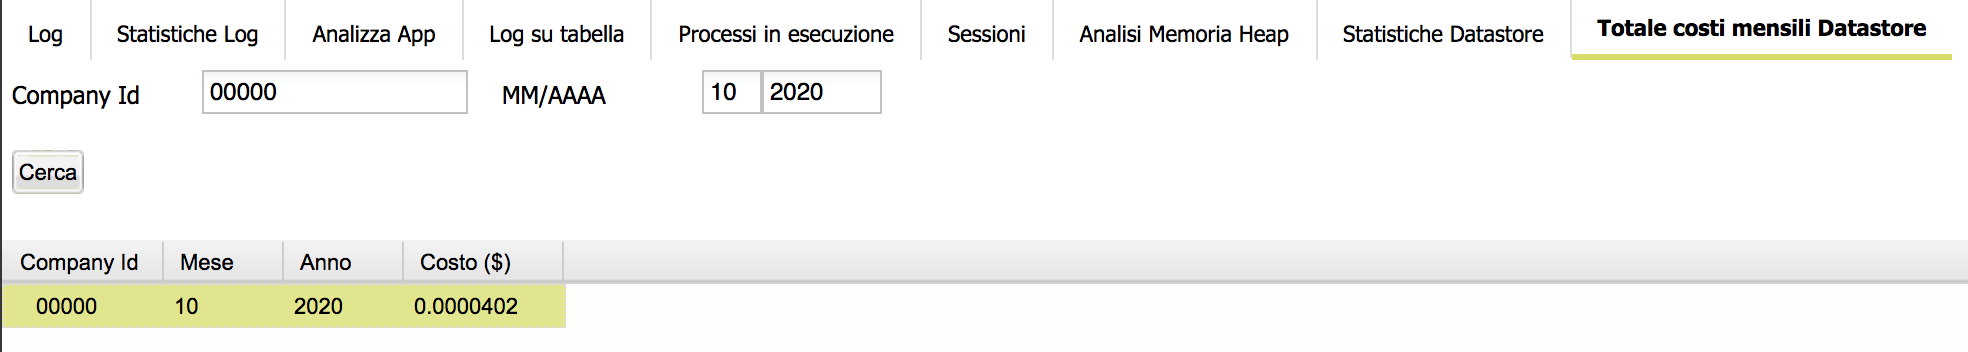 Log Statistiche Log Analizza App Log su tabella Processi in esecuzione Sessioni Analisi Memoria Heap Statistiche Datastore Totale costi mensili Datastore
Company Id 00000 MM/AAAA 10 2020
Cerca
Company Id Mese Anno Costo ($)
00000 10 2020 0.0000402